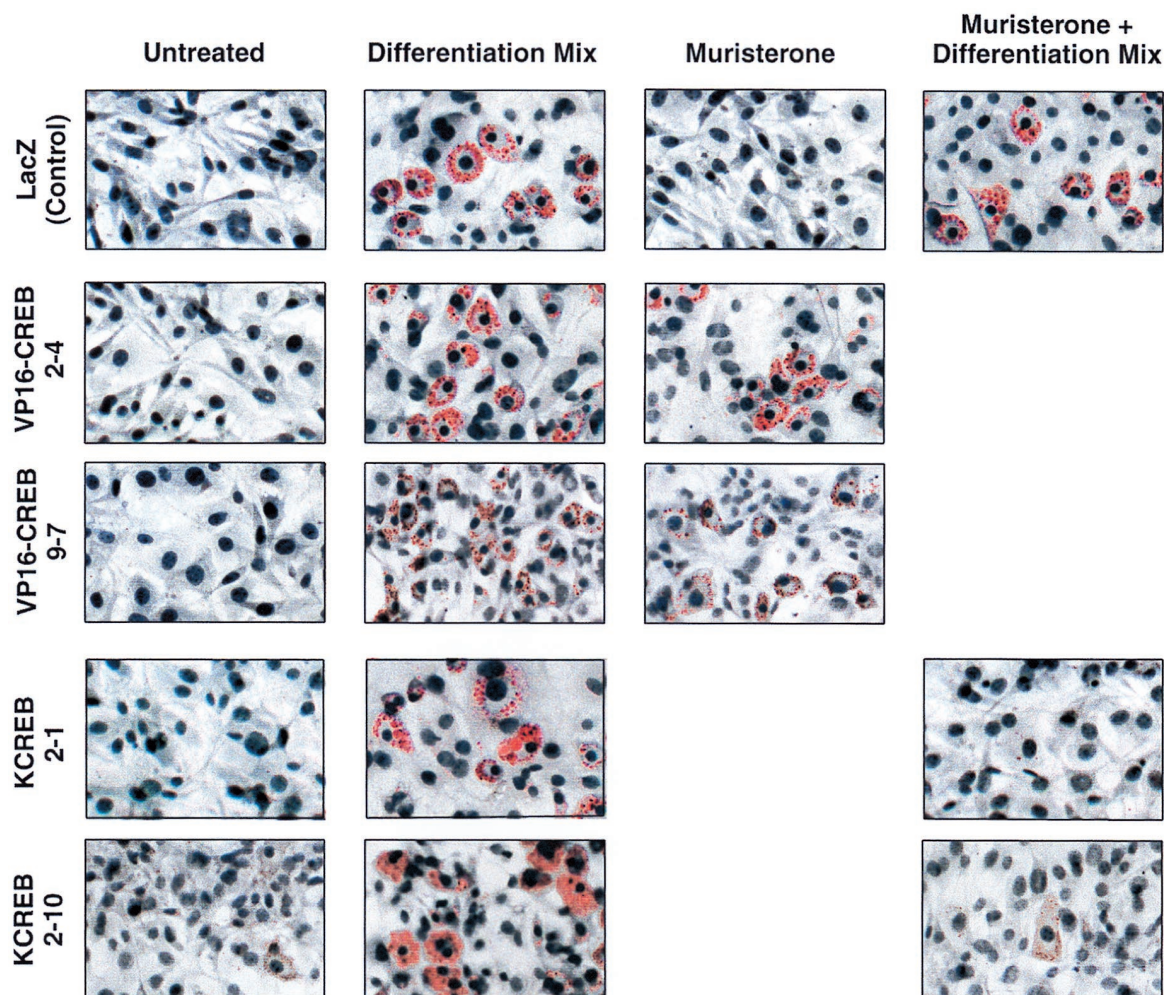 Untreated
Differentiation Mix
Muristerone
Muristerone +
Differentiation Mix
LacZ
(Control)
VP16-CREB
2-4
VP16-CREB
9-7
KCREB
2-1
KCREB
2-10